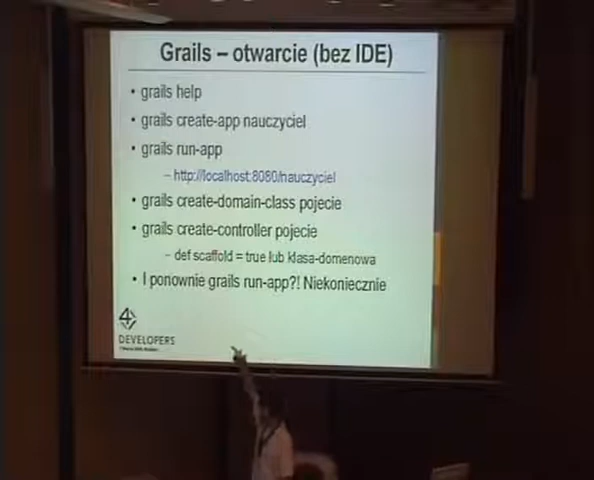 Grails – otwarcie (bez IDE)
• grails help
• grails create-app nauczyciel
• grails run-app
– http://localhost:8080/nauczyciel
• grails create-domain-class pojecie
• grails create-controller pojecie
– def scaffold = true lub klasa-domenowa
• I ponownie grails run-app?! Niekoniecznie
4
DEVELOPERS